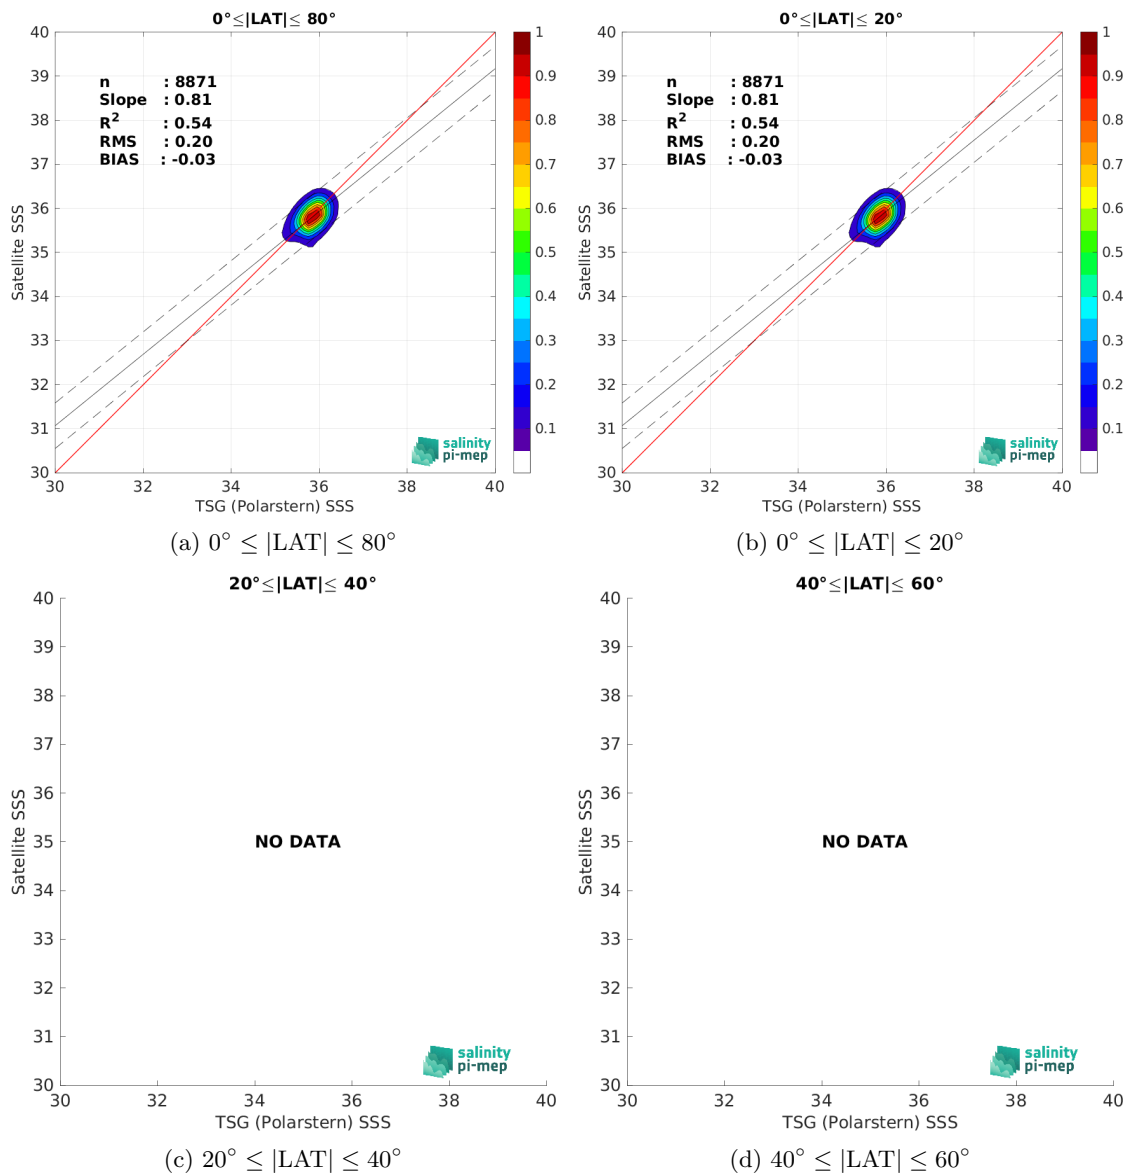 0°≤|LAT|≤ 80°
40
39
38
37
36
35
34
33
32
31
30
Satellite SSS
n : 8871
Slope : 0.81
R² : 0.54
RMS : 0.20
BIAS : -0.03
salinity
pi-mep
30 32 34 36 38 40
TSG (Polarstern) SSS
1
0.9
0.8
0.7
0.6
0.5
0.4
0.3
0.2
0.1
(a) 0° ≤ |LAT| ≤ 80°
0°≤|LAT|≤ 20°
40
39
38
37
36
35
34
33
32
31
30
Satellite SSS
n : 8871
Slope : 0.81
R² : 0.54
RMS : 0.20
BIAS : -0.03
salinity
pi-mep
30 32 34 36 38 40
TSG (Polarstern) SSS
1
0.9
0.8
0.7
0.6
0.5
0.4
0.3
0.2
0.1
(b) 0° ≤ |LAT| ≤ 20°
20°≤|LAT|≤ 40°
40
39
38
37
36
35
34
33
32
31
30
Satellite SSS
NO DATA
salinity
pi-mep
30 32 34 36 38 40
TSG (Polarstern) SSS
(c) 20° ≤ |LAT| ≤ 40°
40°≤|LAT|≤ 60°
40
39
38
37
36
35
34
33
32
31
30
Satellite SSS
NO DATA
salinity
pi-mep
30 32 34 36 38 40
TSG (Polarstern) SSS
(d) 40° ≤ |LAT| ≤ 60°